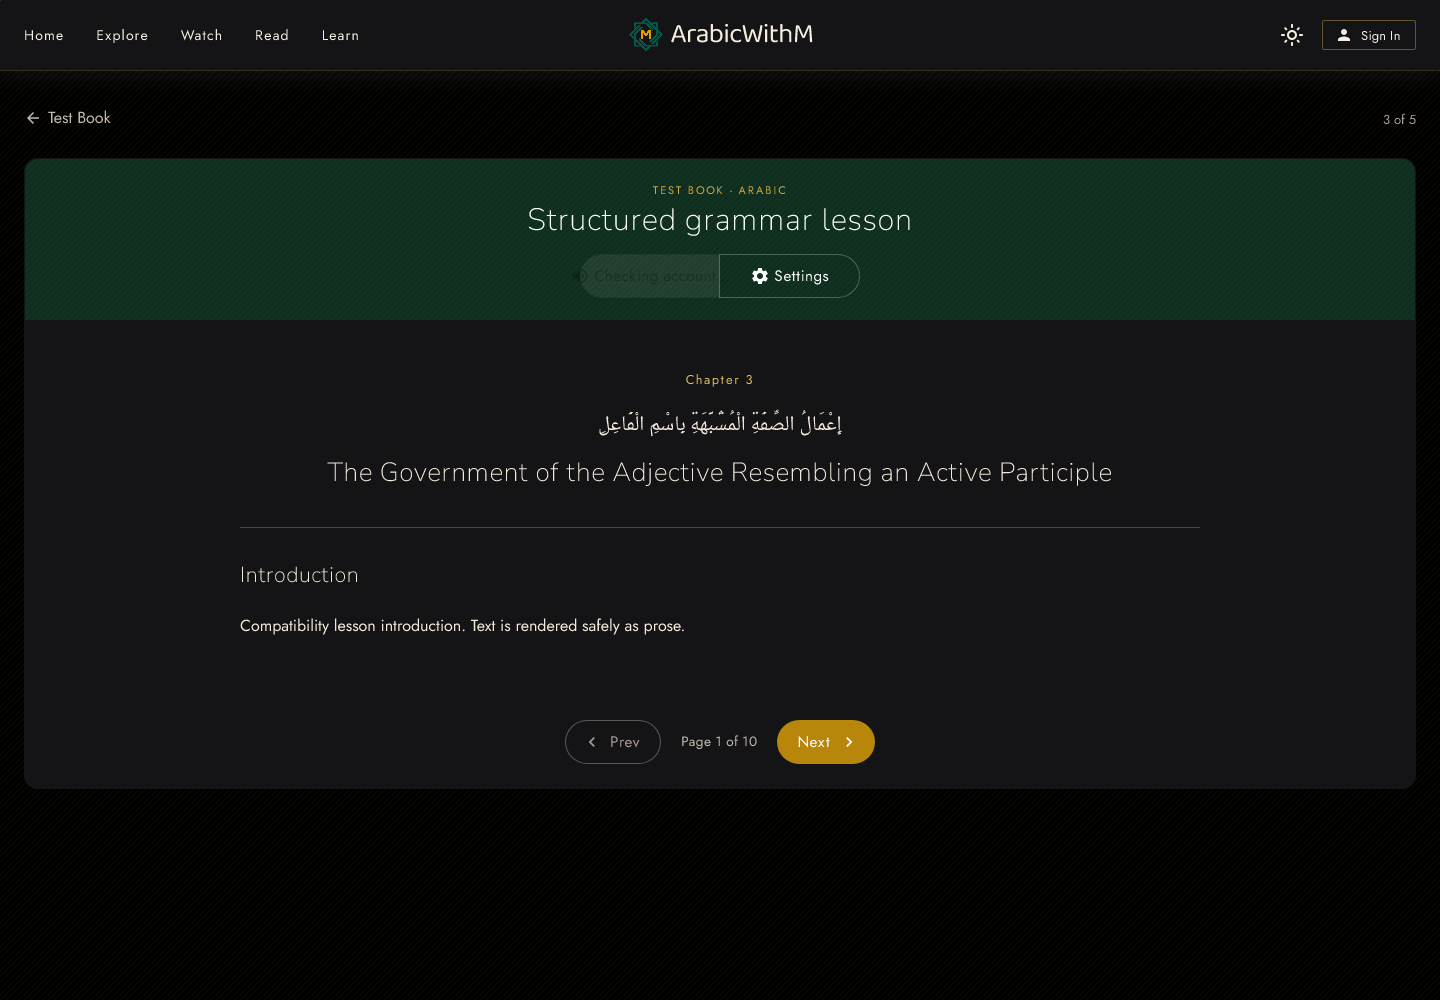 Home
Explore
Watch
Read
Learn
M ArabicWithM
Sign In
Test Book
3 of 5
TEST BOOK · ARABIC
Structured grammar lesson
Checking account
Settings
Chapter 3
إِعْمَالُ الصِّفَةِ الْمُشَبَّهَةِ بِاسْمِ الْفَاعِلِ
The Government of the Adjective Resembling an Active Participle
Introduction
Compatibility lesson introduction. Text is rendered safely as prose.
Prev
Page 1 of 10
Next